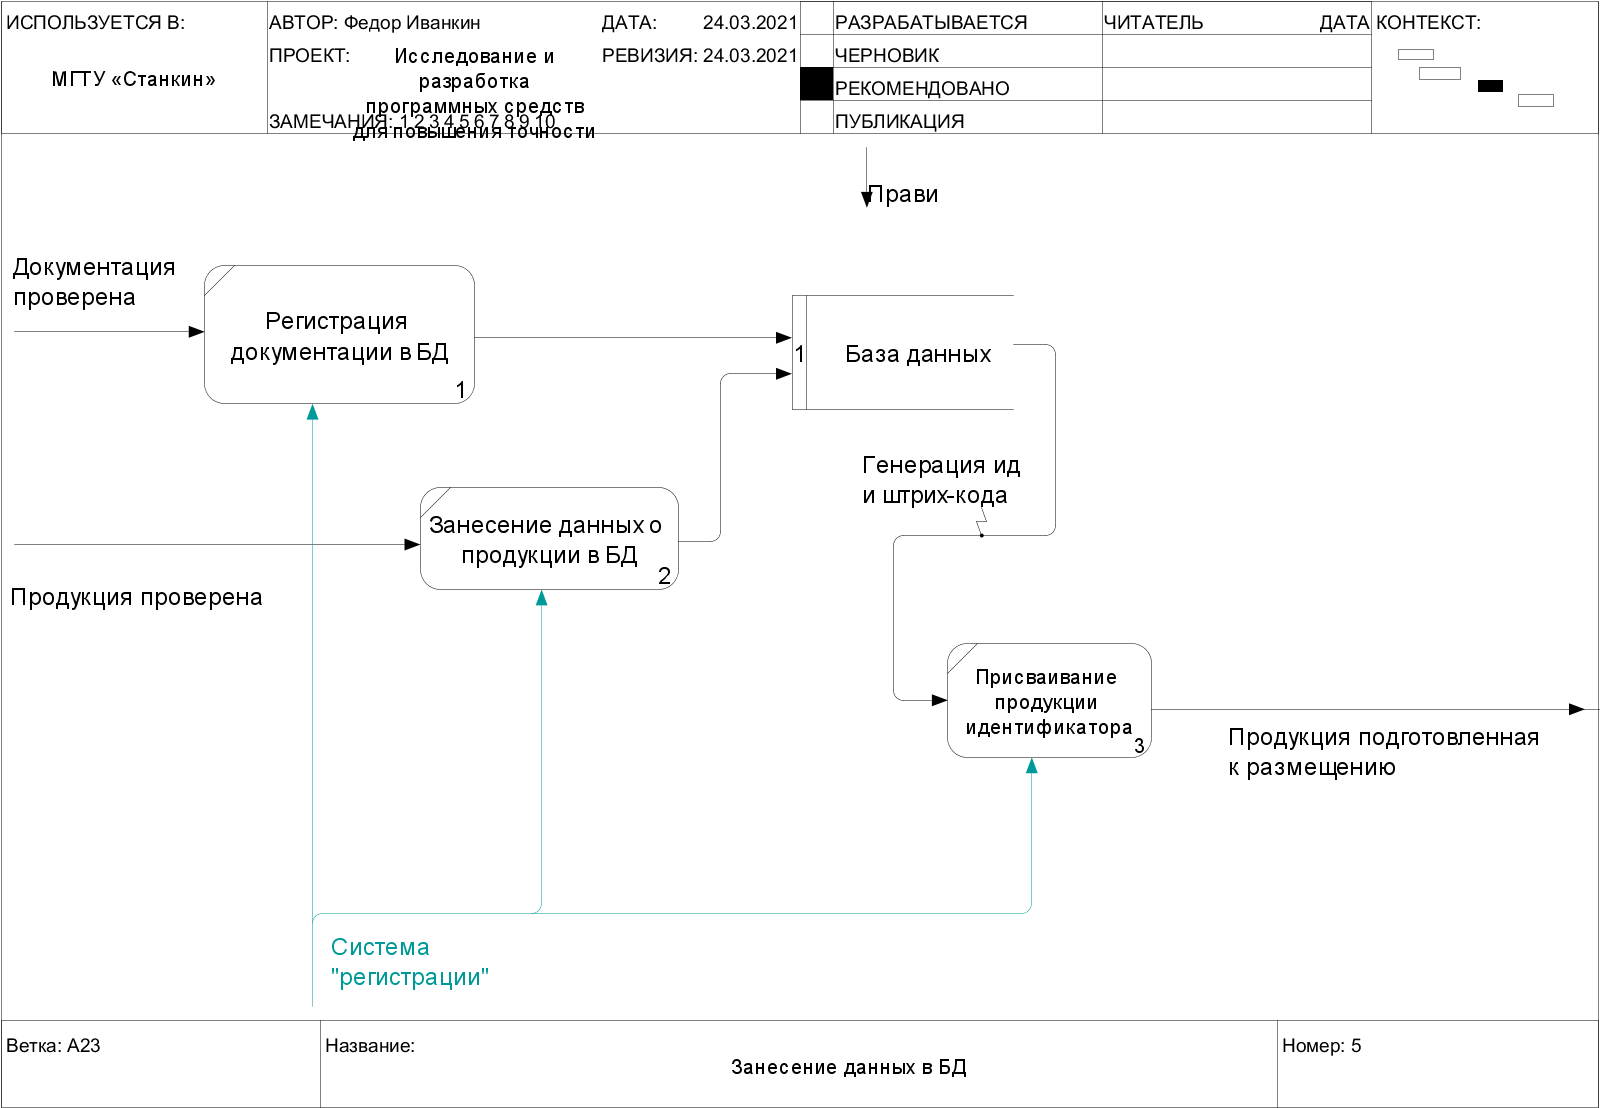 ИСПОЛЬЗУЕТСЯ В:
МГТУ «Станкин»
АВТОР: Федор Иванкин
ДАТА: 24.03.2021
ПРОЕКТ:
Исследование и
разработка
программных средств
для повышения точности
РЕВИЗИЯ: 24.03.2021
ЗАМЕЧАНИЯ: 1 2 3 4 5 6 7 8 9 10
РАЗРАБАТЫВАЕТСЯ
ЧЕРНОВИК
РЕКОМЕНДОВАНО
ПУБЛИКАЦИЯ
ЧИТАТЕЛЬ
ДАТА
КОНТЕКСТ:
Прави
Документация
проверена
Регистрация
документации в БД
1
1
База данных
Генерация ид
и штрих-кода
Занесение данных о
продукции в БД
2
Продукция проверена
Присваивание
продукции
идентификатора
3
Продукция подготовленная
к размещению
Система
"регистрации"
Ветка: A23
Название:
Занесение данных в БД
Номер: 5